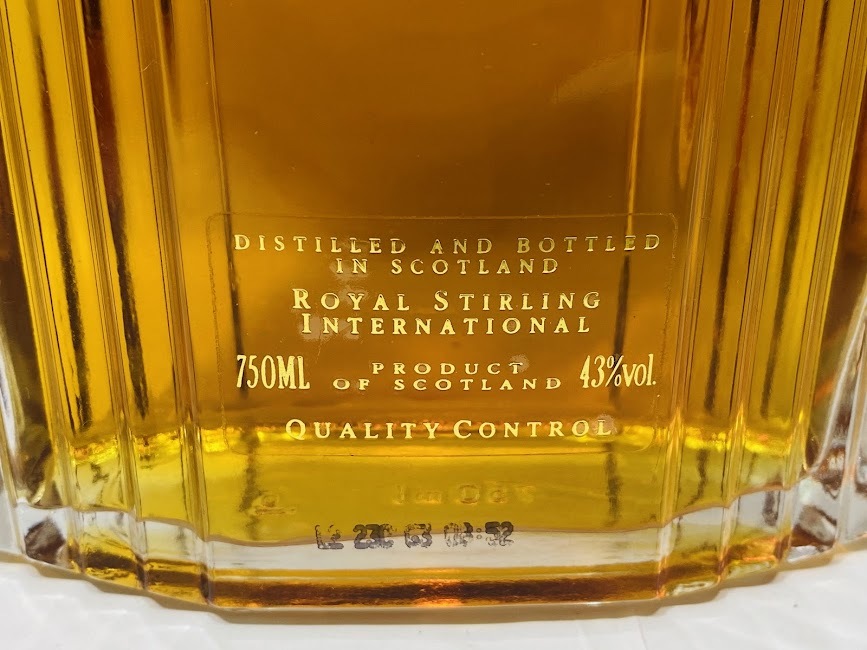 DISTILLED AND BOTTLED
IN SCOTLAND
ROYAL STIRLING
INTERNATIONAL
750ML PRODUCT OF SCOTLAND 43%vol.
QUALITY CONTROL